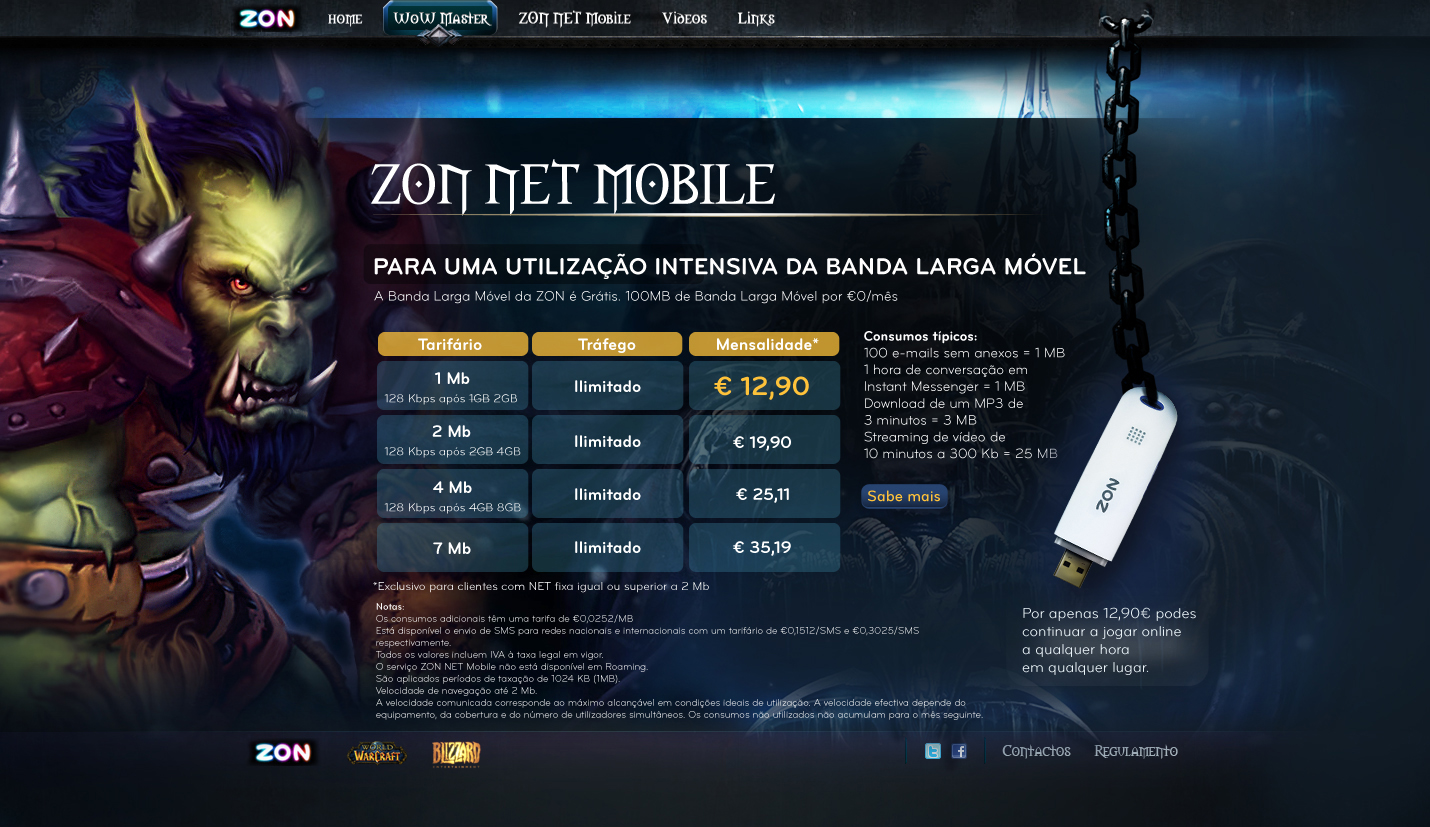 ZON
HOME
WoW Master
ZON NET Mobile
Videos
Links
ZON NET MOBILE
PARA UMA UTILIZAÇÃO INTENSIVA DA BANDA LARGA MÓVEL
A Banda Larga Móvel da ZON é Grátis. 100MB de Banda Larga Móvel por €0/mês
Tarifário Tráfego Mensalidade*
1 Mb
128 Kbps após 1GB 2GB
Ilimitado
€ 12,90
2 Mb
128 Kbps após 2GB 4GB
Ilimitado
€ 19,90
4 Mb
128 Kbps após 4GB 8GB
Ilimitado
€ 25,11
7 Mb
Ilimitado
€ 35,19
*Exclusivo para clientes com NET fixa igual ou superior a 2 Mb
Consumos típicos:
100 e-mails sem anexos = 1 MB
1 hora de conversação em
Instant Messenger = 1 MB
Download de um MP3 de
3 minutos = 3 MB
Streaming de vídeo de
10 minutos a 300 Kb = 25 MB
Sabe mais
ZON
Por apenas 12,90€ podes
continuar a jogar online
a qualquer hora
em qualquer lugar.
Notas:
Os consumos adicionais têm uma tarifa de €0,0252/MB
Está disponível o envio de SMS para redes nacionais e internacionais com um tarifário de €0,1512/SMS e €0,3025/SMS
respectivamente.
Todos os valores incluem IVA à taxa legal em vigor.
O serviço ZON NET Mobile não está disponível em Roaming.
São aplicados períodos de taxação de 1024 KB (1MB).
Velocidade de navegação até 2 Mb.
A velocidade comunicada corresponde ao máximo alcançável em condições ideais de utilização. A velocidade efectiva depende do
equipamento, da cobertura e do número de utilizadores simultâneos. Os consumos não utilizados não acumulam para o mês seguinte.
ZON
WORLD OF WARCRAFT
BLIZZARD
ENTERTAINMENT
Contactos
Regulamento